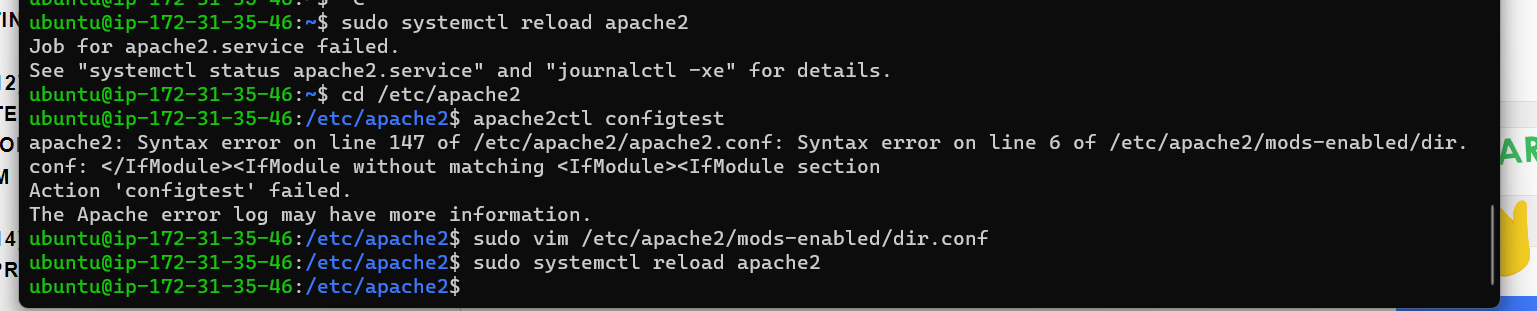 ubuntu@ip-172-31-35-46:~$ ^C
ubuntu@ip-172-31-35-46:~$ sudo systemctl reload apache2
Job for apache2.service failed.
See "systemctl status apache2.service" and "journalctl -xe" for details.
ubuntu@ip-172-31-35-46:~$ cd /etc/apache2
ubuntu@ip-172-31-35-46:/etc/apache2$ apache2ctl configtest
apache2: Syntax error on line 147 of /etc/apache2/apache2.conf: Syntax error on line 6 of /etc/apache2/mods-enabled/dir.
conf: </IfModule><IfModule without matching <IfModule><IfModule section
Action 'configtest' failed.
The Apache error log may have more information.
ubuntu@ip-172-31-35-46:/etc/apache2$ sudo vim /etc/apache2/mods-enabled/dir.conf
ubuntu@ip-172-31-35-46:/etc/apache2$ sudo systemctl reload apache2
ubuntu@ip-172-31-35-46:/etc/apache2$